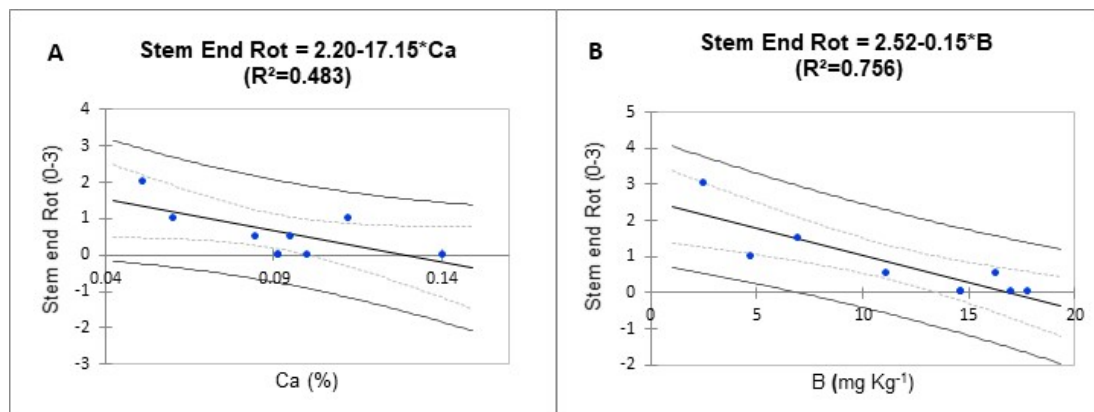 A
Stem End Rot = 2.20-17.15*Ca
(R²=0.483)
Stem end Rot (0-3)
4
3
2
1
0
-1
-2
-3
0.04
0.09
0.14
Ca (%)
B
Stem End Rot = 2.52-0.15*B
(R²=0.756)
Stem end Rot (0-3)
5
4
3
2
1
0
-1
-2
0
5
10
15
20
B (mg Kg⁻¹)